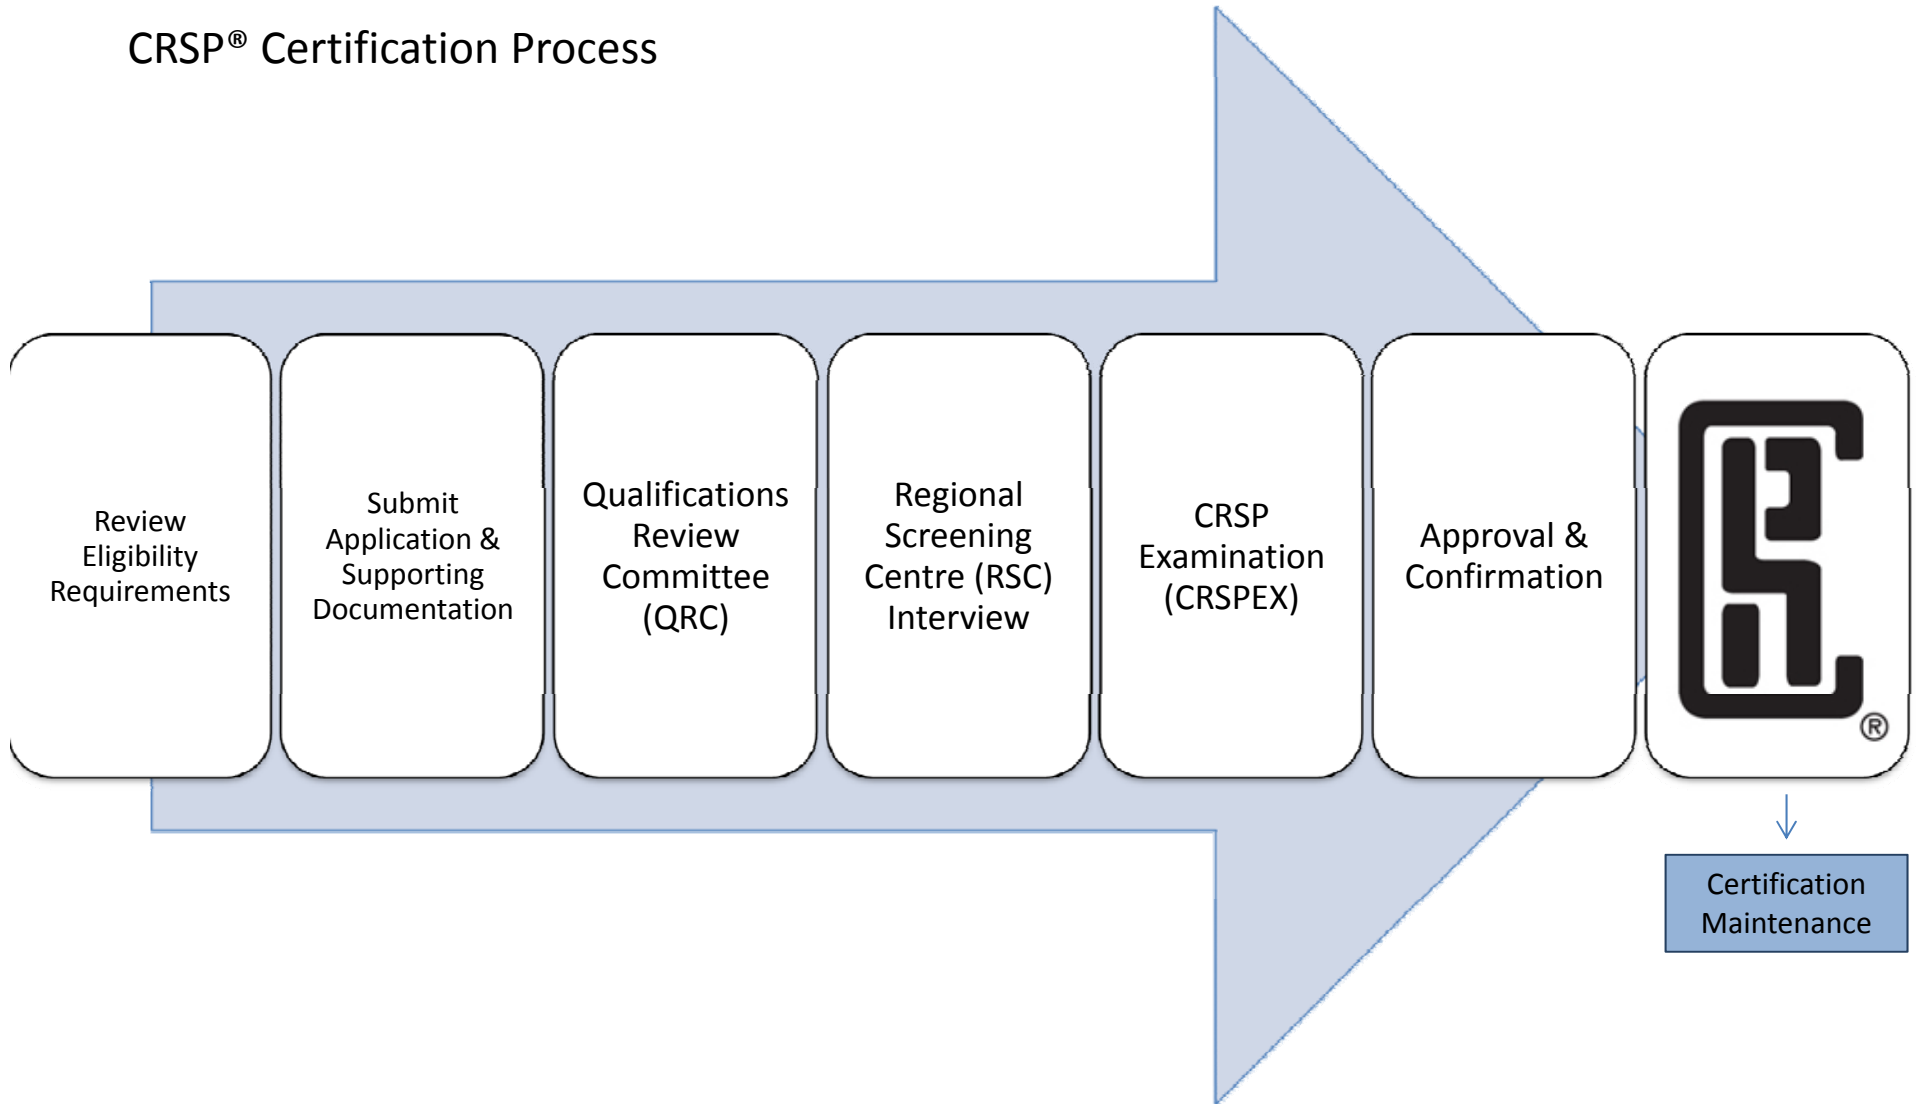 CRSP® Certification Process
Review
Eligibility
Requirements
Submit
Application &
Supporting
Documentation
Qualifications
Review
Committee
(QRC)
Regional
Screening
Centre (RSC)
Interview
CRSP
Examination
(CRSPEX)
Approval &
Confirmation
®
Certification
Maintenance